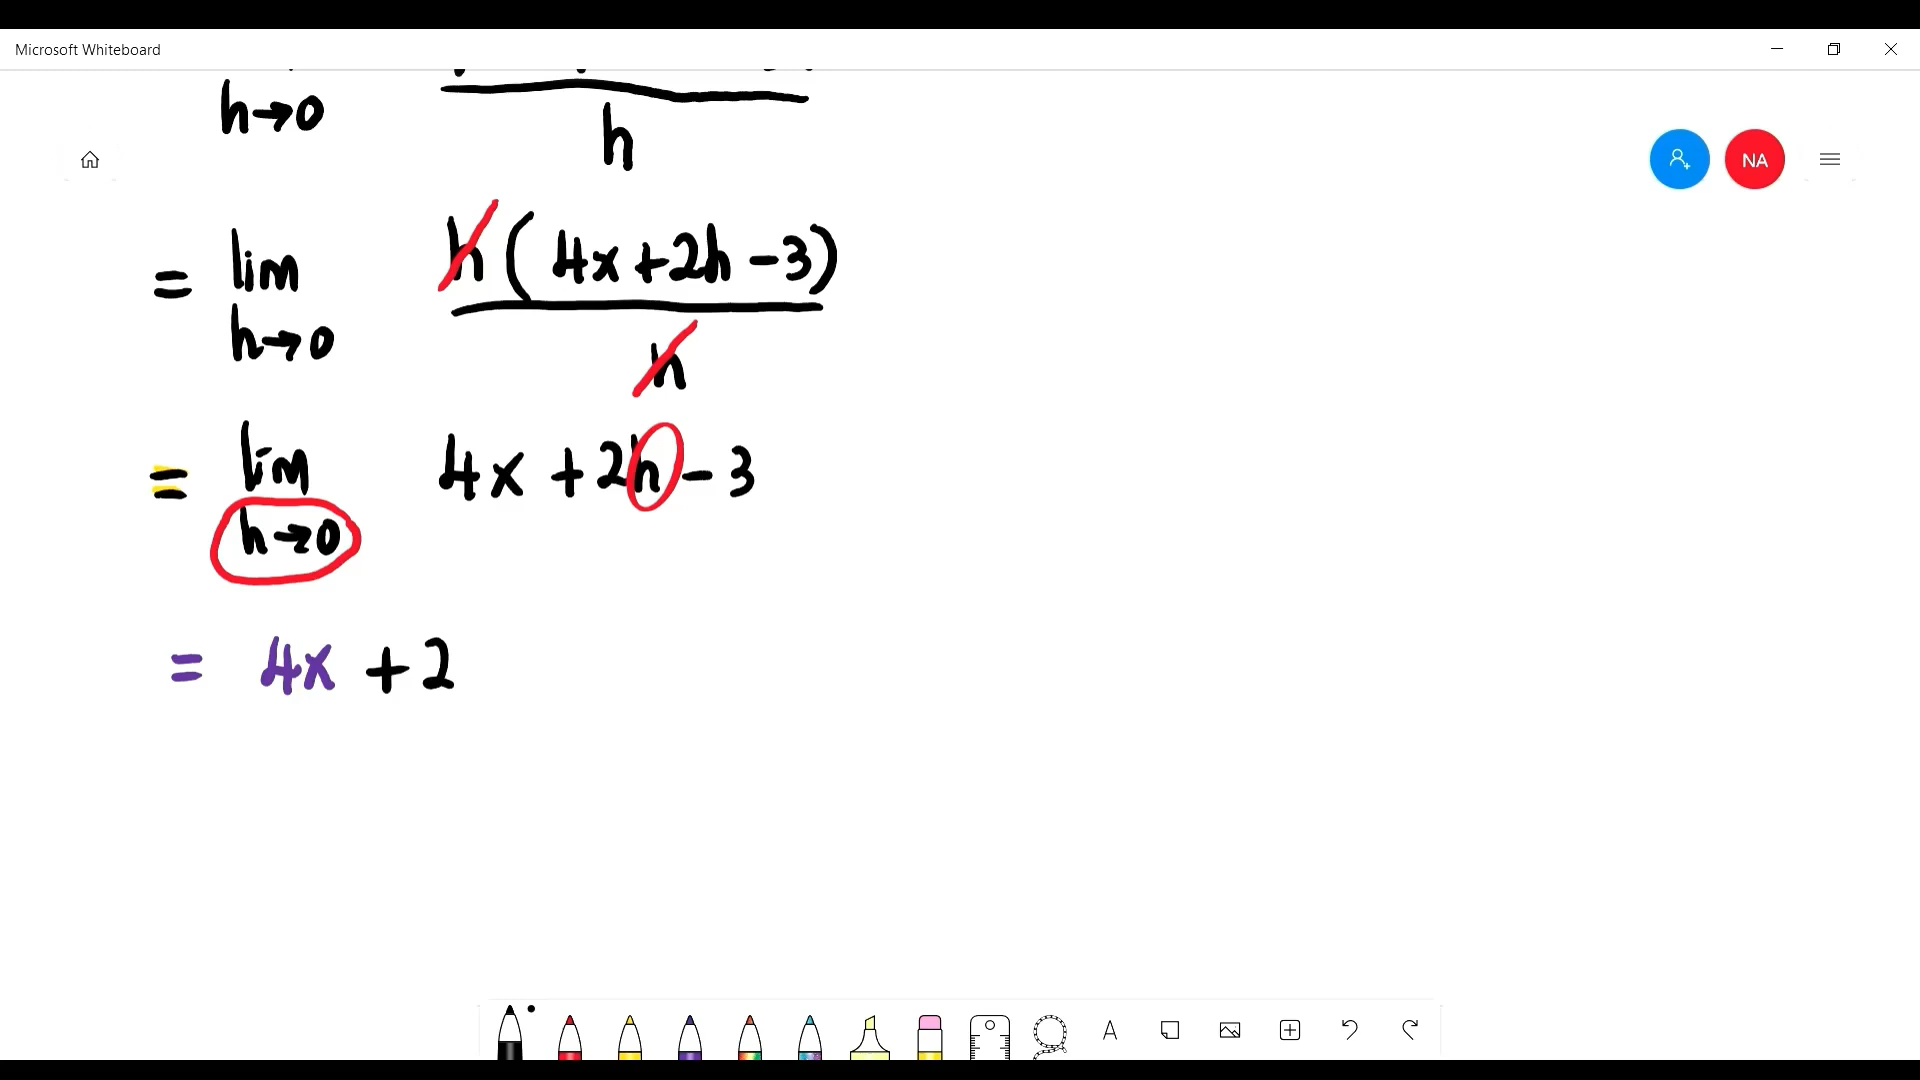 Microsoft Whiteboard
h→0
h
NA
= lim h(4x+2h-3)
h→0 h
= lim 4x+2h-3
h→0
= 4x+2
A